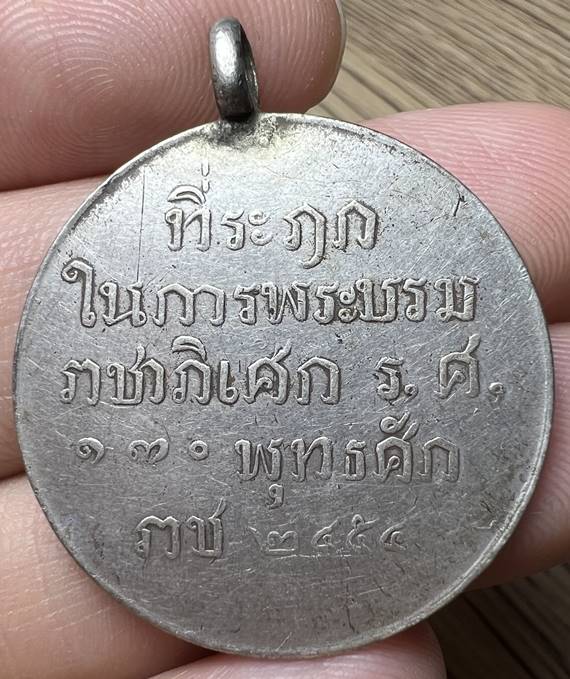 ที่ระฦก
ในการพระบรม
ราชาภิเศก ร,ศ,
๑๓๐ พุทธศัก
ราช ๒๔๕๔